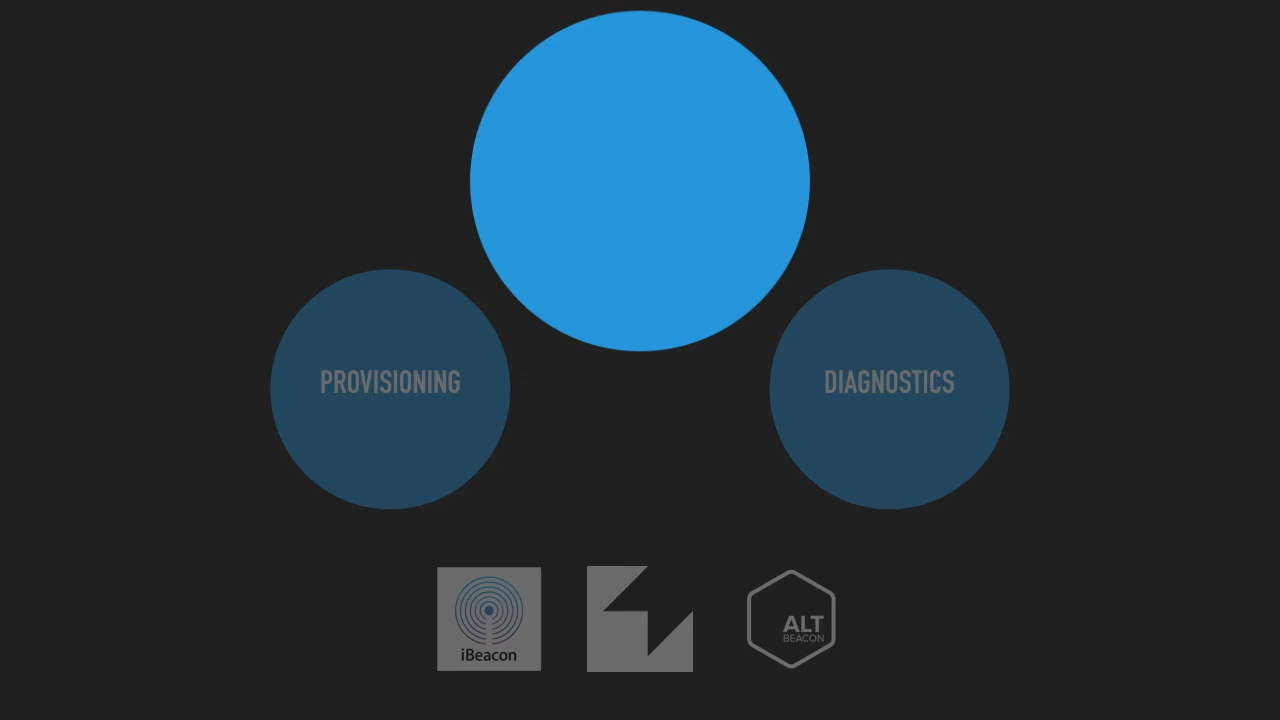 PROVISIONING
DIAGNOSTICS
iBeacon
ALT
BEACON